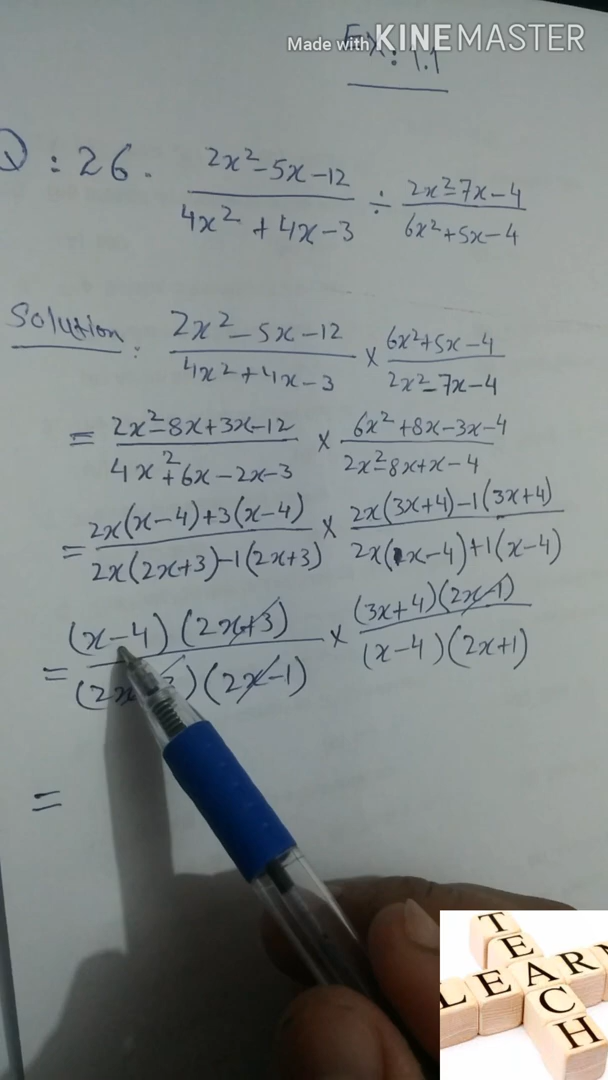 Made with KINEMASTER
Ex: 1.1
Q : 26. (2x²-5x-12)/(4x²+4x-3) ÷ (2x²-7x-4)/(6x²+5x-4)
Solution: (2x²-5x-12)/(4x²+4x-3) × (6x²+5x-4)/(2x²-7x-4)
= (2x²-8x+3x-12)/(4x²+6x-2x-3) × (6x²+8x-3x-4)/(2x²-8x+x-4)
= (2x(x-4)+3(x-4))/(2x(2x+3)-1(2x+3)) × (2x(3x+4)-1(3x+4))/(2x(x-4)+1(x-4))
= ((x-4)(2x+3))/((2x 3)(2x-1)) × ((3x+4)(2x-1))/((x-4)(2x+1))
=
TEACH
LEARN